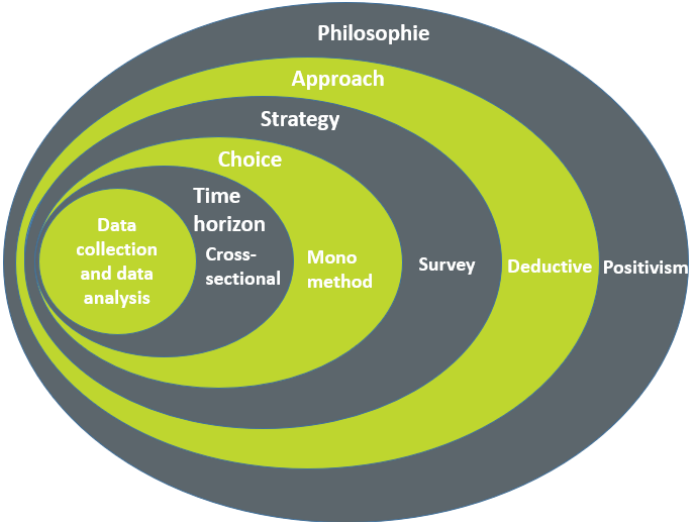 Philosophie
Approach
Strategy
Choice
Time
horizon
Data
collection
and data
analysis
Cross-
sectional
Mono
method
Survey
Deductive
Positivism